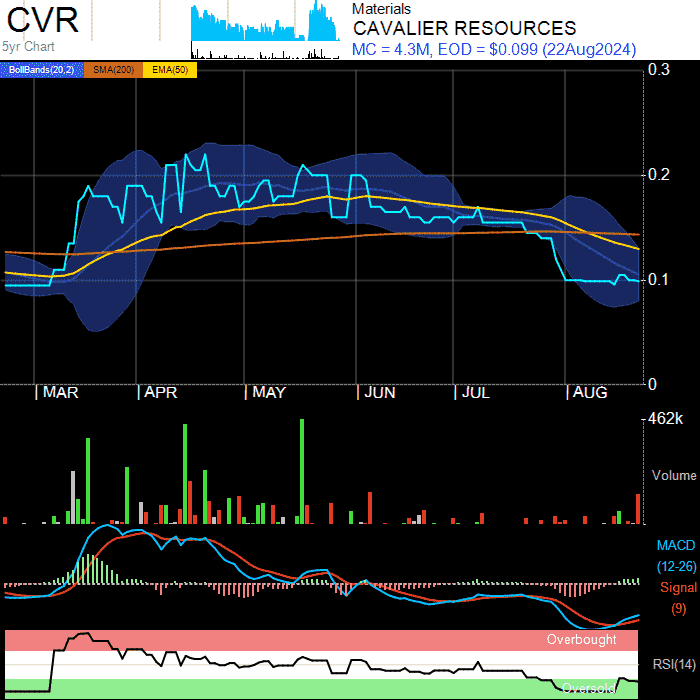 CVR
5yr Chart
Materials
CAVALIER RESOURCES
MC = 4.3M, EOD = $0.099 (22Aug2024)
BollBands(20,2) SMA(200) EMA(50)
0.3
0.2
0.1
0
MAR APR MAY JUN JUL AUG
462k
Volume
MACD
(12-26)
Signal
(9)
Overbought
RSI(14)
Oversold